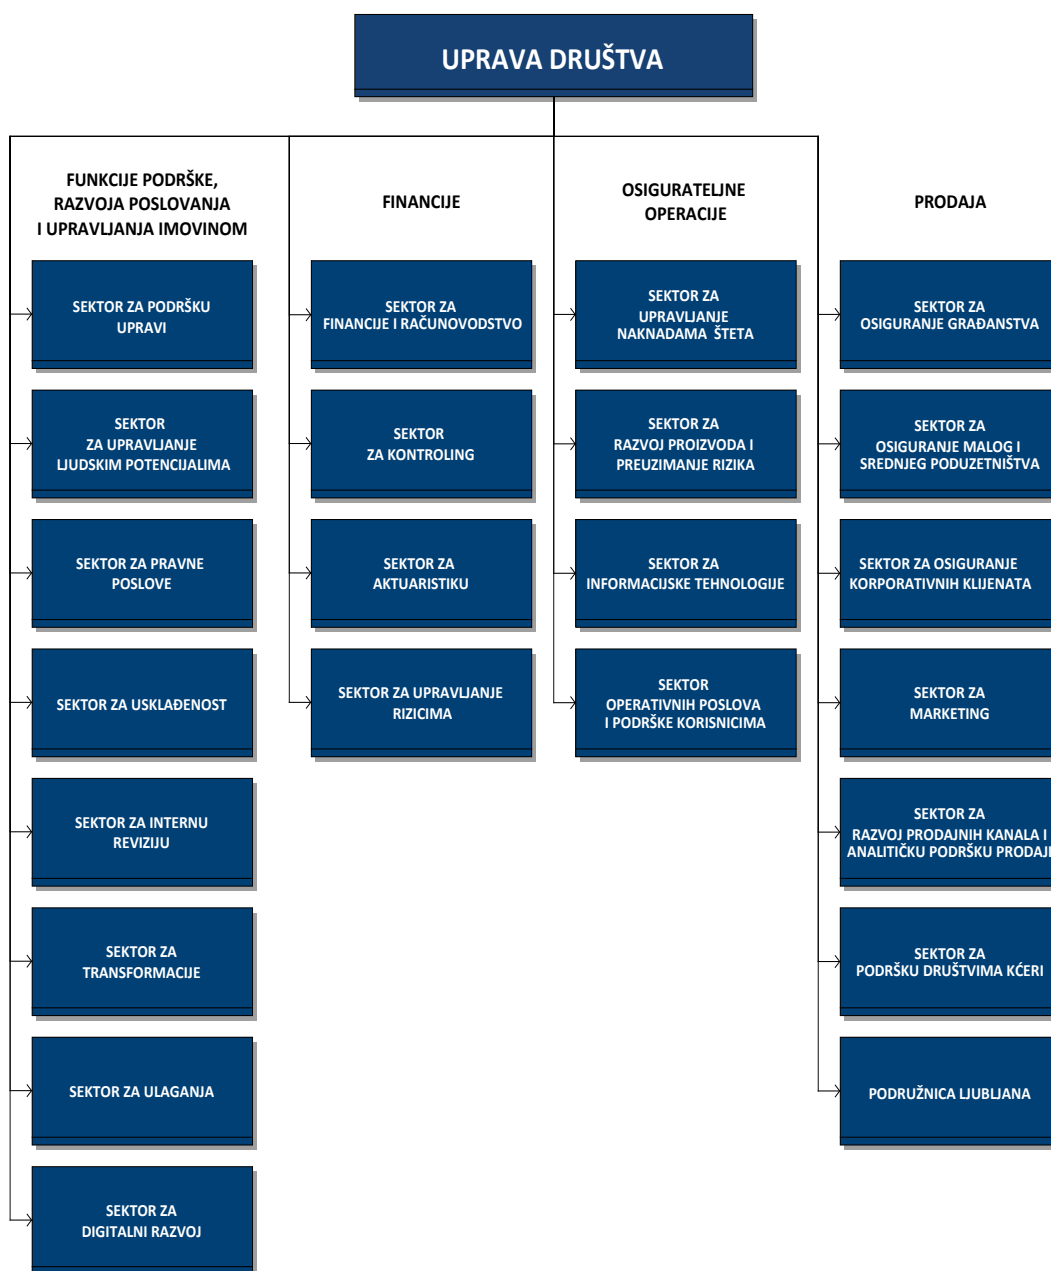 UPRAVA DRUŠTVA
FUNKCIJE PODRŠKE,
RAZVOJA POSLOVANJA
I UPRAVLJANJA IMOVINOM
SEKTOR ZA PODRŠKU
UPRAVI
SEKTOR
ZA UPRAVLJANJE
LJUDSKIM POTENCIJALIMA
SEKTOR ZA PRAVNE
POSLOVE
SEKTOR ZA USKLAĐENOST
SEKTOR ZA INTERNU
REVIZIJU
SEKTOR ZA
TRANSFORMACIJE
SEKTOR ZA ULAGANJA
SEKTOR ZA
DIGITALNI RAZVOJ
FINANCIJE
SEKTOR ZA
FINANCIJE I RAČUNOVODSTVO
SEKTOR
ZA KONTROLING
SEKTOR ZA
AKTUARISTIKU
SEKTOR ZA UPRAVLJANJE
RIZICIMA
OSIGURATELJNE
OPERACIJE
SEKTOR ZA
UPRAVLJANJE
NAKNADAMA ŠTETA
SEKTOR ZA
RAZVOJ PROIZVODA I
PREUZIMANJE RIZIKA
SEKTOR ZA
INFORMACIJSKE TEHNOLOGIJE
SEKTOR
OPERATIVNIH POSLOVA
I PODRŠKE KORISNICIMA
PRODAJA
SEKTOR ZA
OSIGURANJE GRAĐANSTVA
SEKTOR ZA
OSIGURANJE MALOG I
SREDNJEG PODUZETNIŠTVA
SEKTOR ZA OSIGURANJE
KORPORATIVNIH KLIJENATA
SEKTOR ZA
MARKETING
SEKTOR ZA
RAZVOJ PRODAJNIH KANALA I
ANALITIČKU PODRŠKU PRODAJI
SEKTOR ZA
PODRŠKU DRUŠTVIMA KĆERI
PODRUŽNICA LJUBLJANA